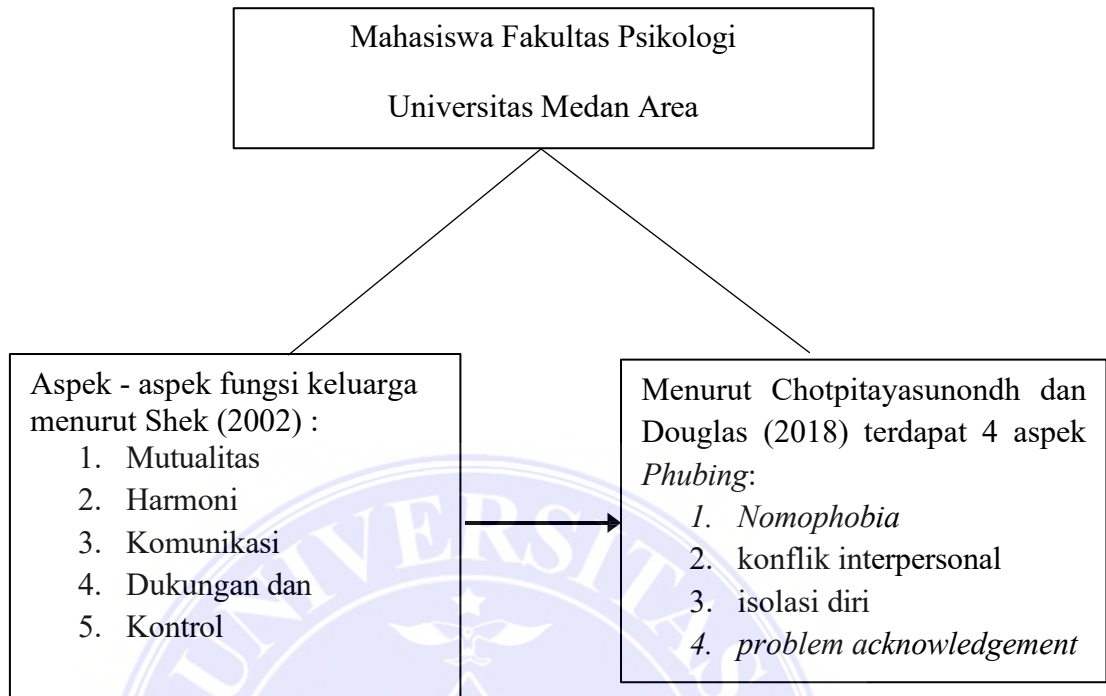 Mahasiswa Fakultas Psikologi
Universitas Medan Area
Aspek - aspek fungsi keluarga
menurut Shek (2002) :
1. Mutualitas
2. Harmoni
3. Komunikasi
4. Dukungan dan
5. Kontrol
Menurut Chotpitayasunondh dan
Douglas (2018) terdapat 4 aspek
Phubing:
1. Nomophobia
2. konflik interpersonal
3. isolasi diri
4. problem acknowledgement
UNIVERSITAS